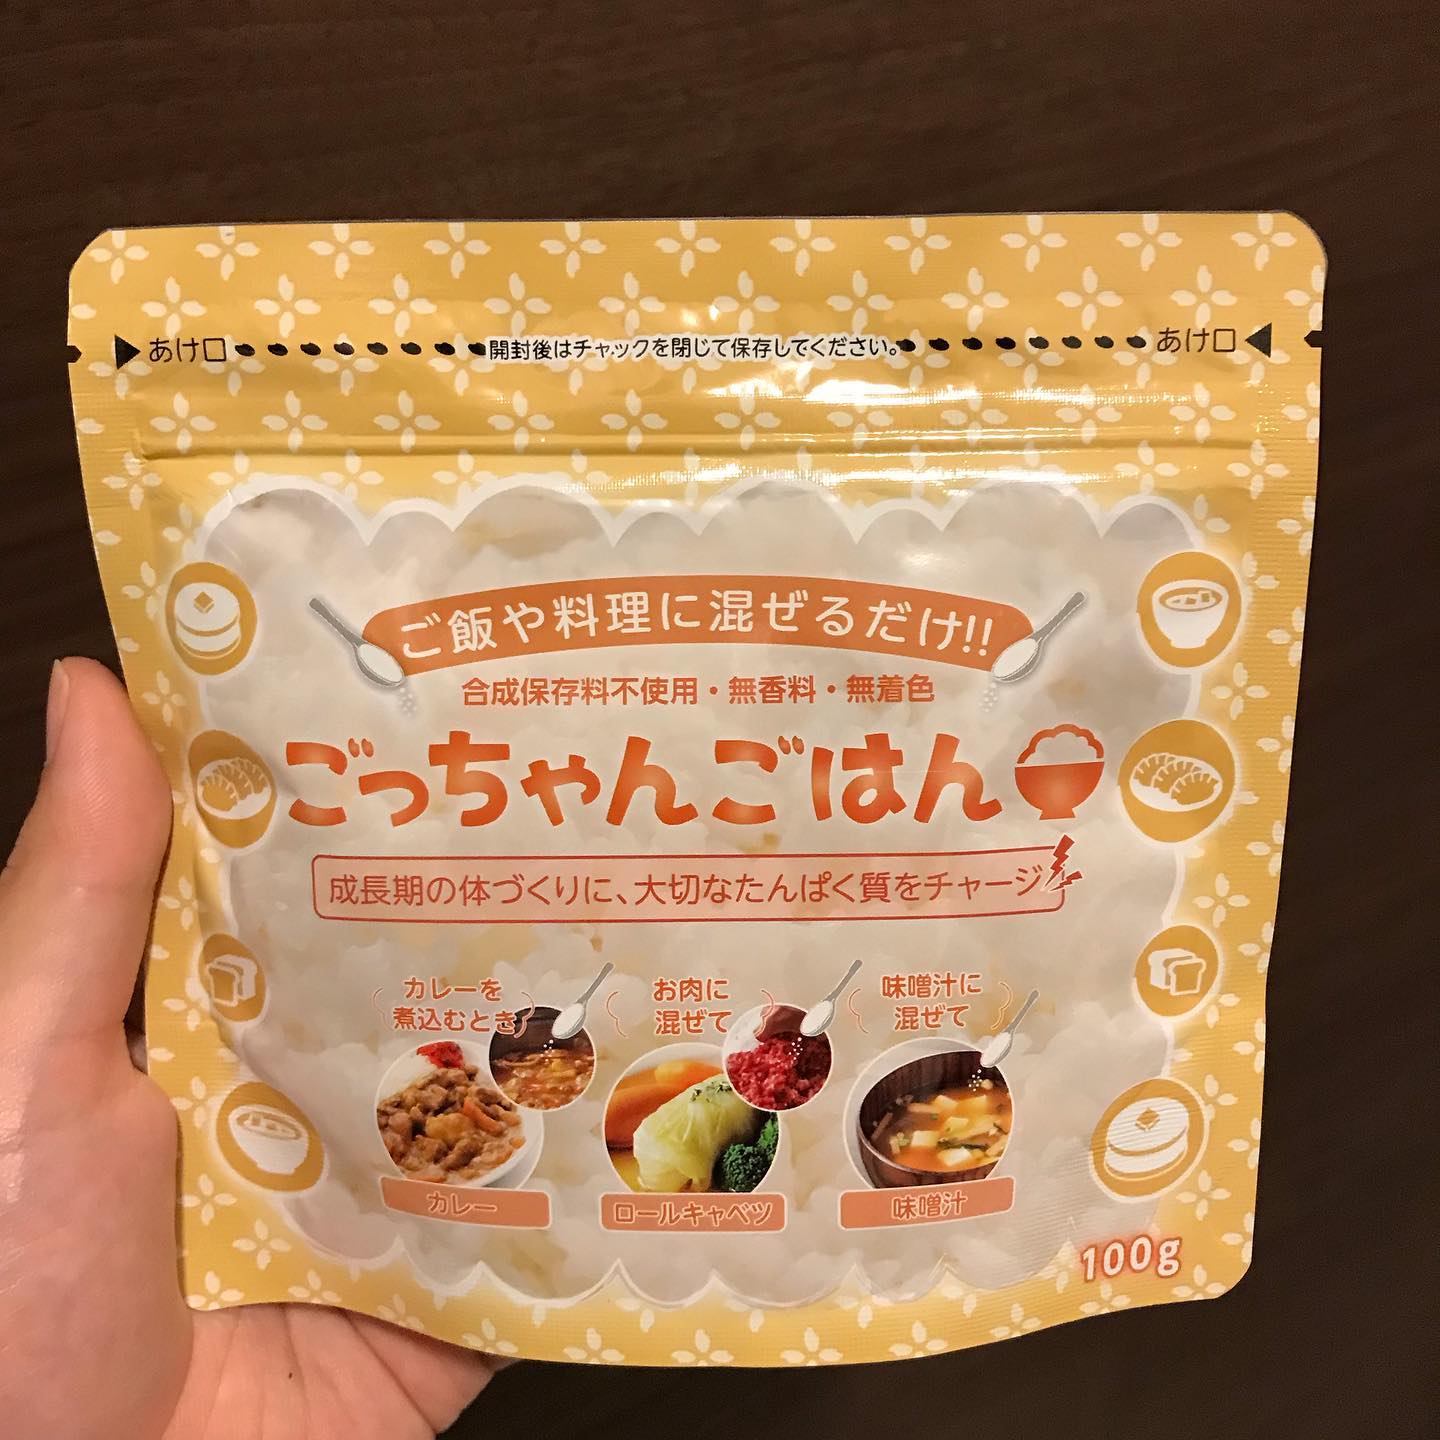 あけ口
開封後はチャックを閉じて保存してください。
あけ口
ご飯や料理に混ぜるだけ!!
合成保存料不使用・無香料・無着色
ごっちゃんごはん
成長期の体づくりに、大切なたんぱく質をチャージ
カレーを
煮込むとき
お肉に
混ぜて
味噌汁に
混ぜて
カレー
ロールキャベツ
味噌汁
100g